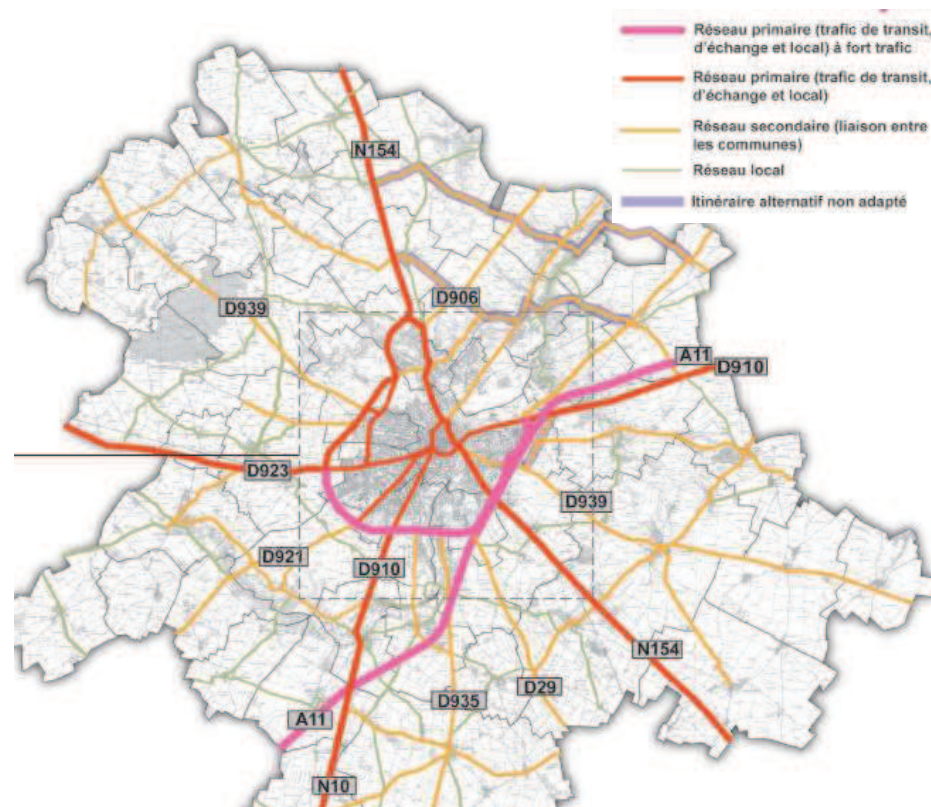 Réseau primaire (trafic de transit,
d'échange et local) à fort trafic
Réseau primaire (trafic de transit,
d'échange et local)
Réseau secondaire (liaison entre
les communes)
Réseau local
Itinéraire alternatif non adapté
N154
D906
D939
A11
D910
D923
D939
D921
D910
N154
D29
D935
A11
N10